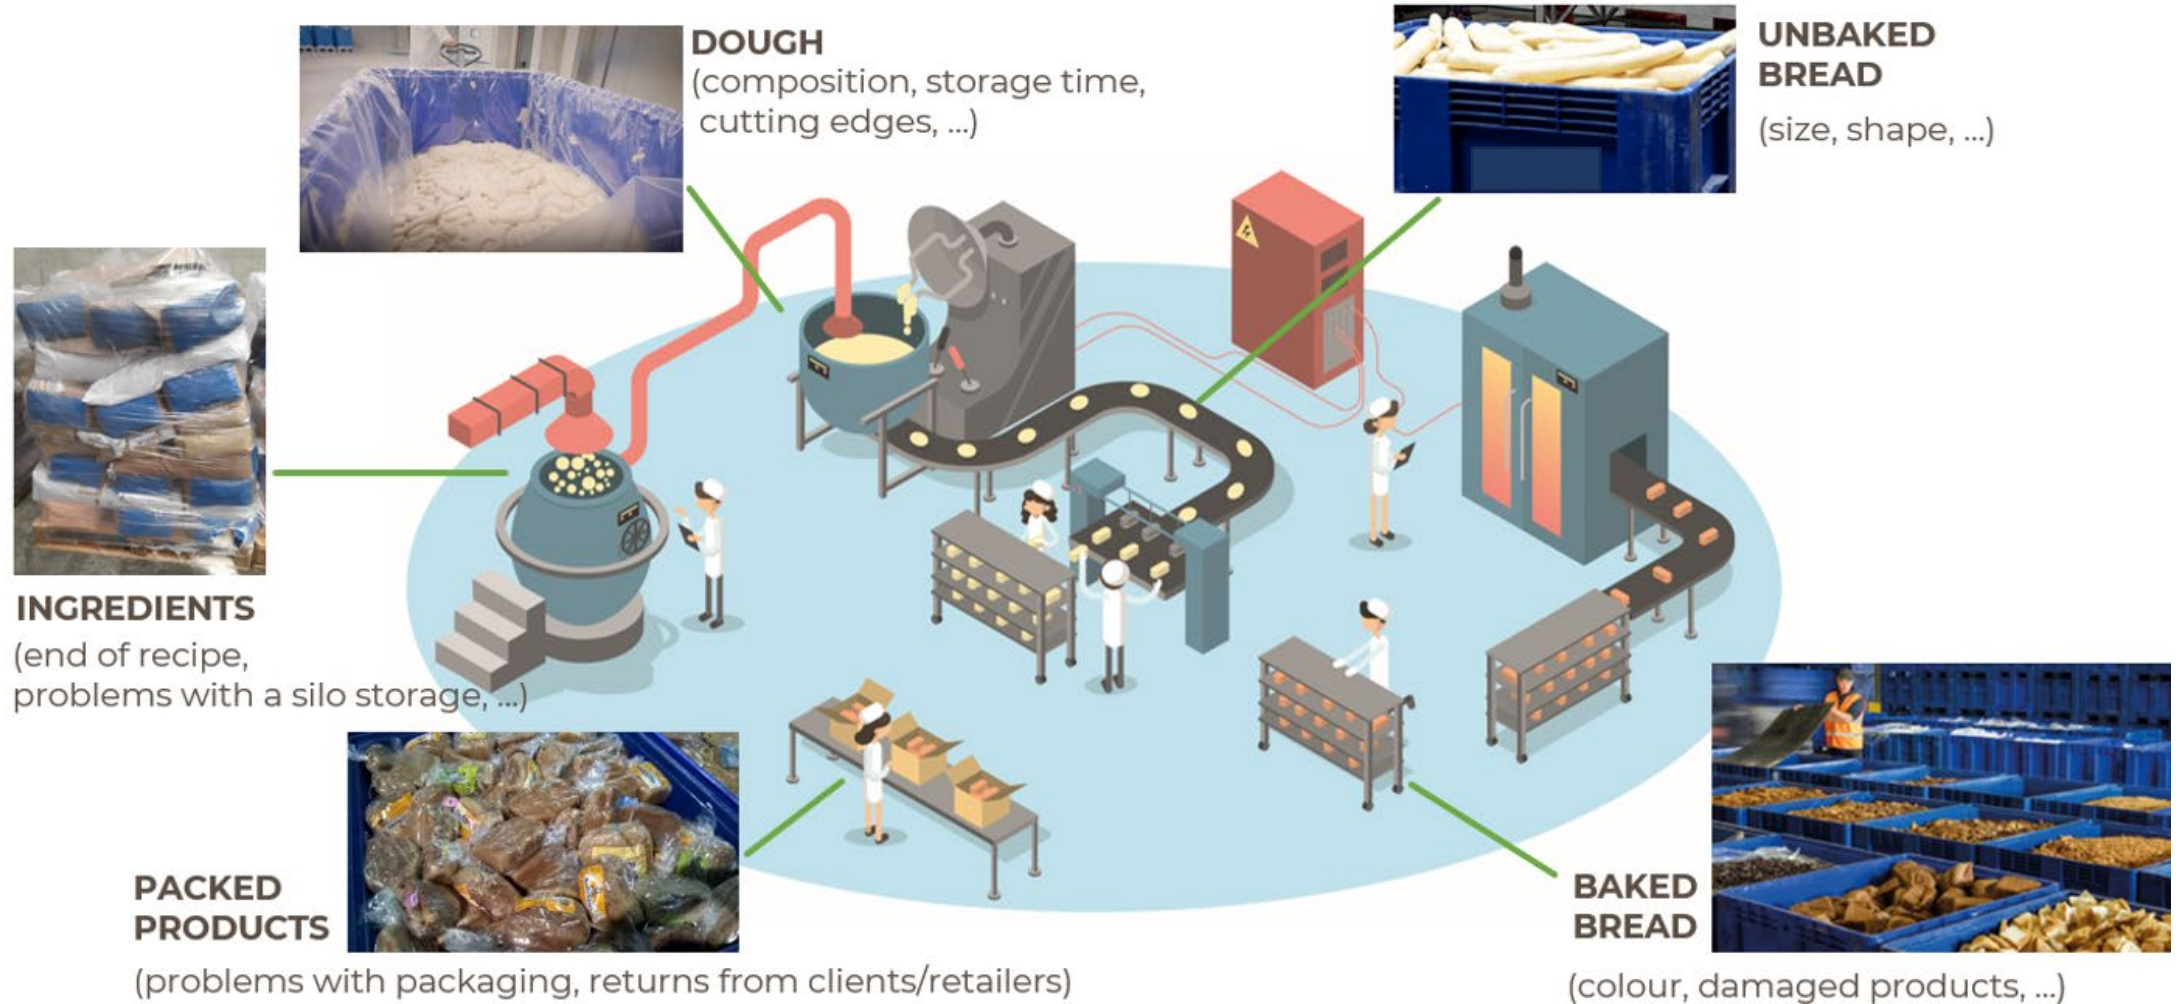 DOUGH
(composition, storage time,
cutting edges, ...)
UNBAKED
BREAD
(size, shape, ...)
INGREDIENTS
(end of recipe,
problems with a silo storage, ...)
PACKED
PRODUCTS
(problems with packaging, returns from clients/retailers)
BAKED
BREAD
(colour, damaged products, ...)